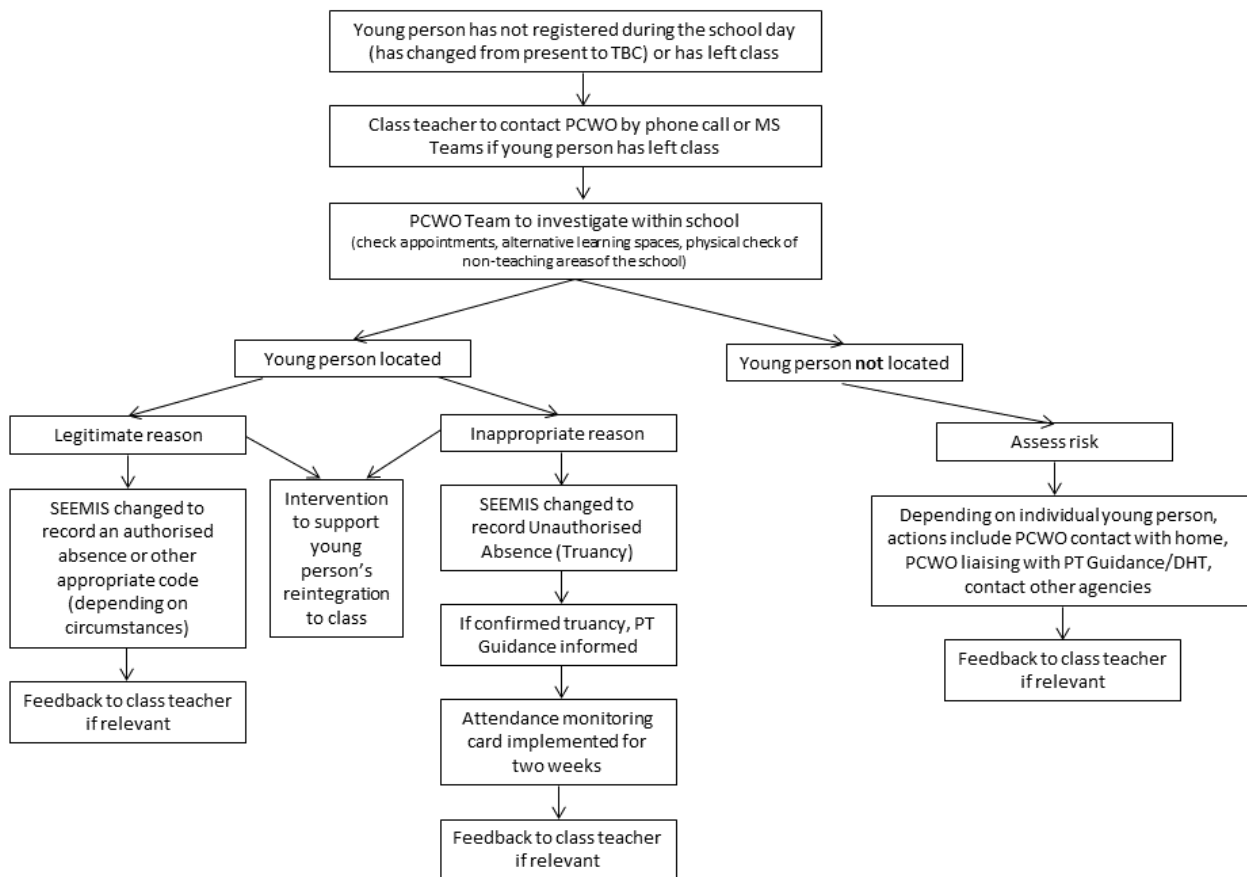 Young person has not registered during the school day
(has changed from present to TBC) or has left class
Class teacher to contact PCWO by phone call or MS
Teams if young person has left class
PCWO Team to investigate within school
(check appointments, alternative learning spaces, physical check of
non-teaching areas of the school)
Young person located
Young person not located
Legitimate reason
Inappropriate reason
Assess risk
SEEMIS changed to
record an authorised
absence or other
appropriate code
(depending on
circumstances)
Intervention
to support
young
person's
reintegration
to class
SEEMIS changed to
record Unauthorised
Absence (Truancy)
Depending on individual young person,
actions include PCWO contact with home,
PCWO liaising with PT Guidance/DHT,
contact other agencies
If confirmed truancy, PT
Guidance informed
Feedback to class teacher
if relevant
Feedback to class teacher
if relevant
Attendance monitoring
card implemented for
two weeks
Feedback to class teacher
if relevant